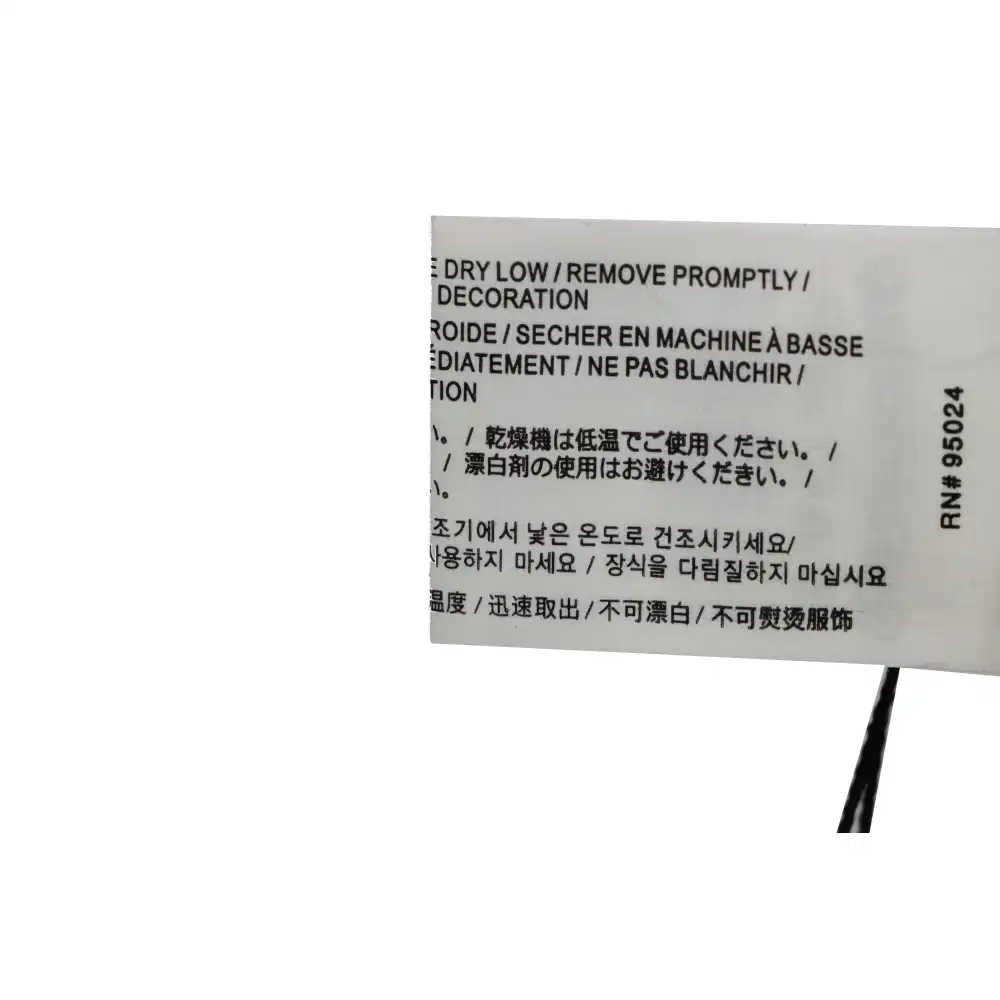 E DRY LOW / REMOVE PROMPTLY /
DECORATION
ROIDE / SECHER EN MACHINE À BASSE
ÉDIATEMENT / NE PAS BLANCHIR /
TION
い。 / 乾燥機は低温でご使用ください。 /
/ 漂白剤の使用はお避けくだきい。 /
い。
조기에서 낮은 온도로 건조시키세요/
사용하지 마세요 / 장식을 다림질하지 마십시요
温度 / 迅速取出 / 不可漂白 / 不可熨烫服饰
RN# 95024